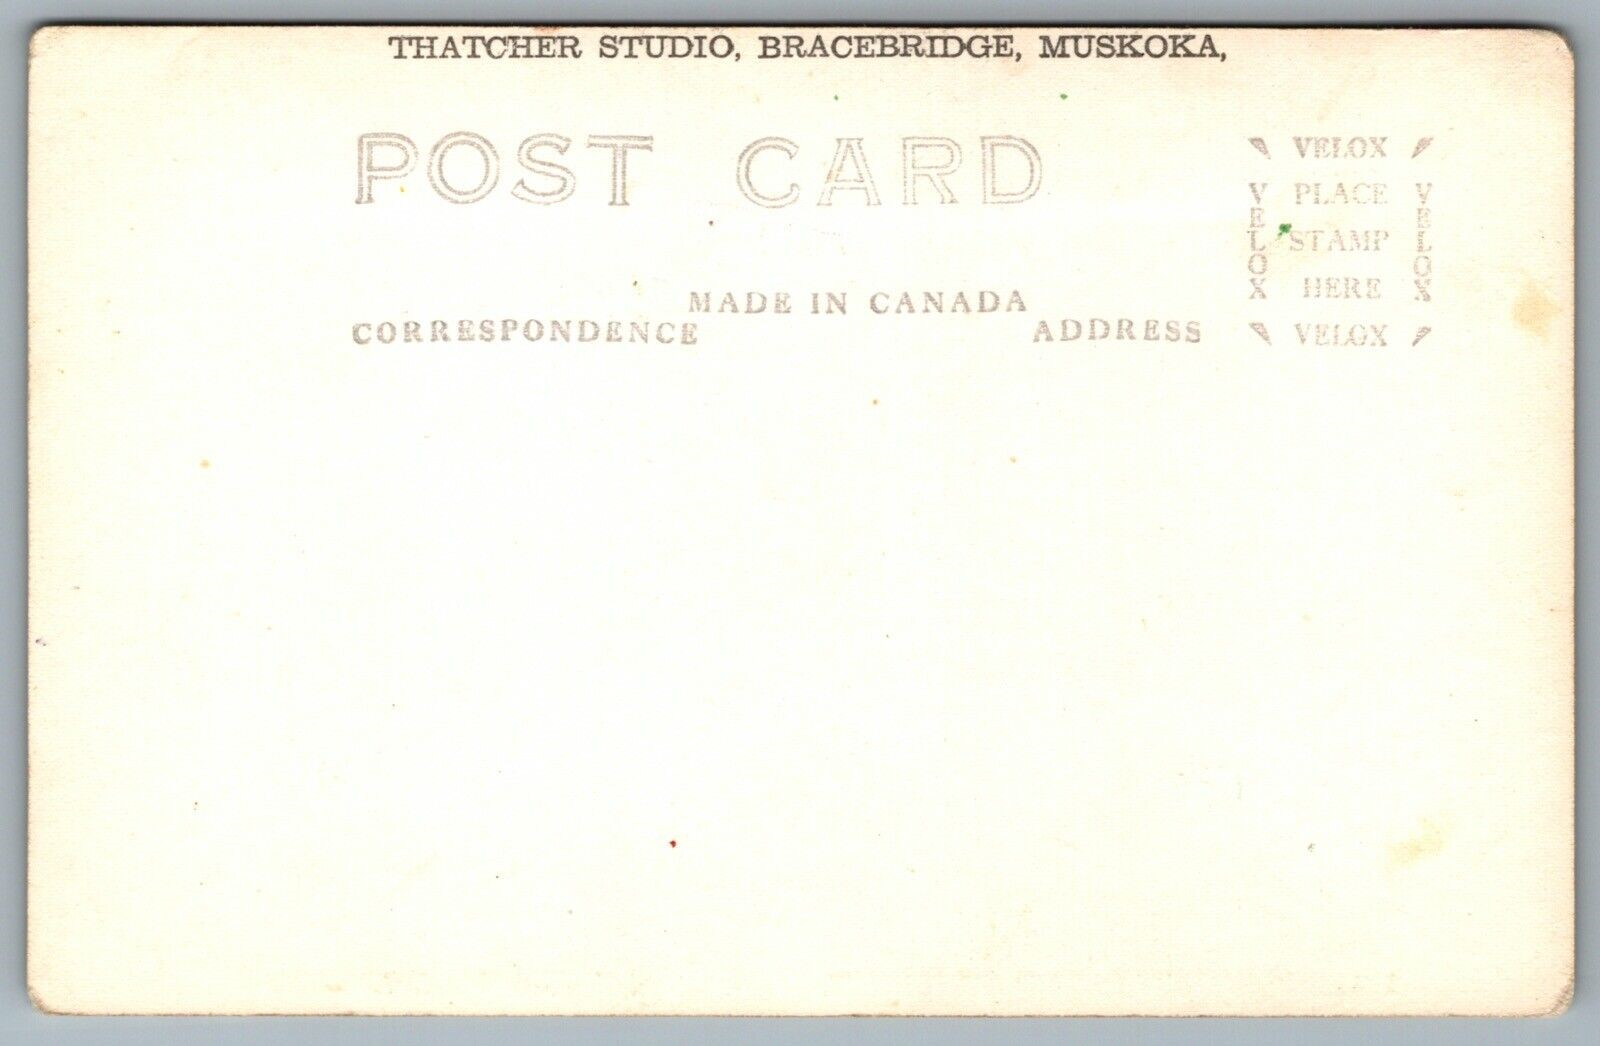 THATCHER STUDIO, BRACEBRIDGE, MUSKOKA,
POST CARD
MADE IN CANADA
CORRESPONDENCE ADDRESS
VELOX
PLACE
STAMP
HERE
VELOX
VELOX
VELOX